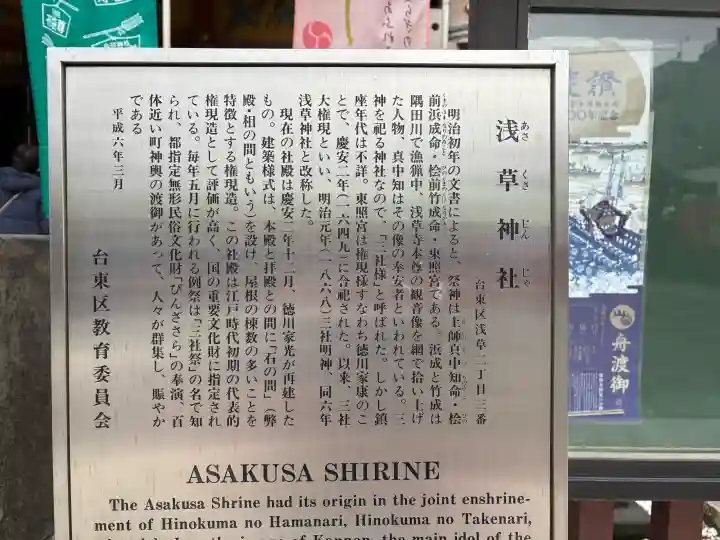 浅草神社
あさ くさ じん じゃ
台東区浅草二丁目三番
明治初年の文書によると、祭神は土師真中知命・桧
前浜成命・桧前竹成命・東照宮である。浜成と竹成は
隅田川で漁猟中、浅草寺本尊の観音像を網で拾い上げ
た人物、真中知はその像の奉安者といわれている。三
神を祀る神社なので、「三社様」と呼ばれた。しかし鎮
座年代は不詳。東照宮は権現様すなわち徳川家康のこ
とで、慶安二年(一六四九)に合祀された。以来、三社
大権現といい、明治元年(一八六八)三社明神、同六年
浅草神社と改称した。
現在の社殿は慶安二年十二月、徳川家光が再建した
もの。建築様式は、本殿と拝殿との間に「石の間」(弊
殿・相の間ともいう)を設け、屋根の棟数の多いことを
特徴とする権現造。この社殿は江戸時代初期の代表的
権現造として評価が高く、国の重要文化財に指定され
ている。毎年五月に行われる例祭は「三社祭」の名で知
られ、都指定無形民俗文化財「びんざさら」の奉演、百
体近い町神輿の渡御があって、人々が群集し、賑やか
である
平成六年三月
台東区教育委員会
ASAKUSA SHIRINE
The Asakusa Shrine had its origin in the joint enshrine-
ment of Hinokuma no Hamanari, Hinokuma no Takenari,
the main idol of the
舟渡御